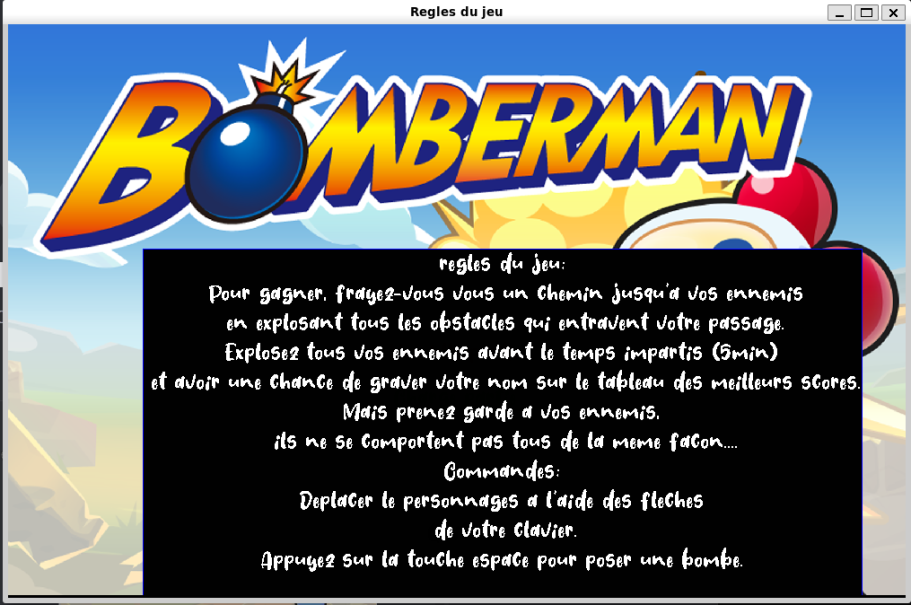 Regles du jeu
BOMBERMAN
regles du jeu:
Pour gagner, frayez-vous vous un chemin jusqu'a vos ennemis
en explosant tous les obstacles qui entravent votre passage.
Explosez tous vos ennemis avant le temps impartis (5min)
et avoir une chance de graver votre nom sur le tableau des meilleurs scores.
Mais prenez garde a vos ennemis,
ils ne se comportent pas tous de la meme facon....
Commandes:
Deplacer le personnages a l'aide des fleches
de votre clavier.
Appuyez sur la touche espace pour poser une bombe.